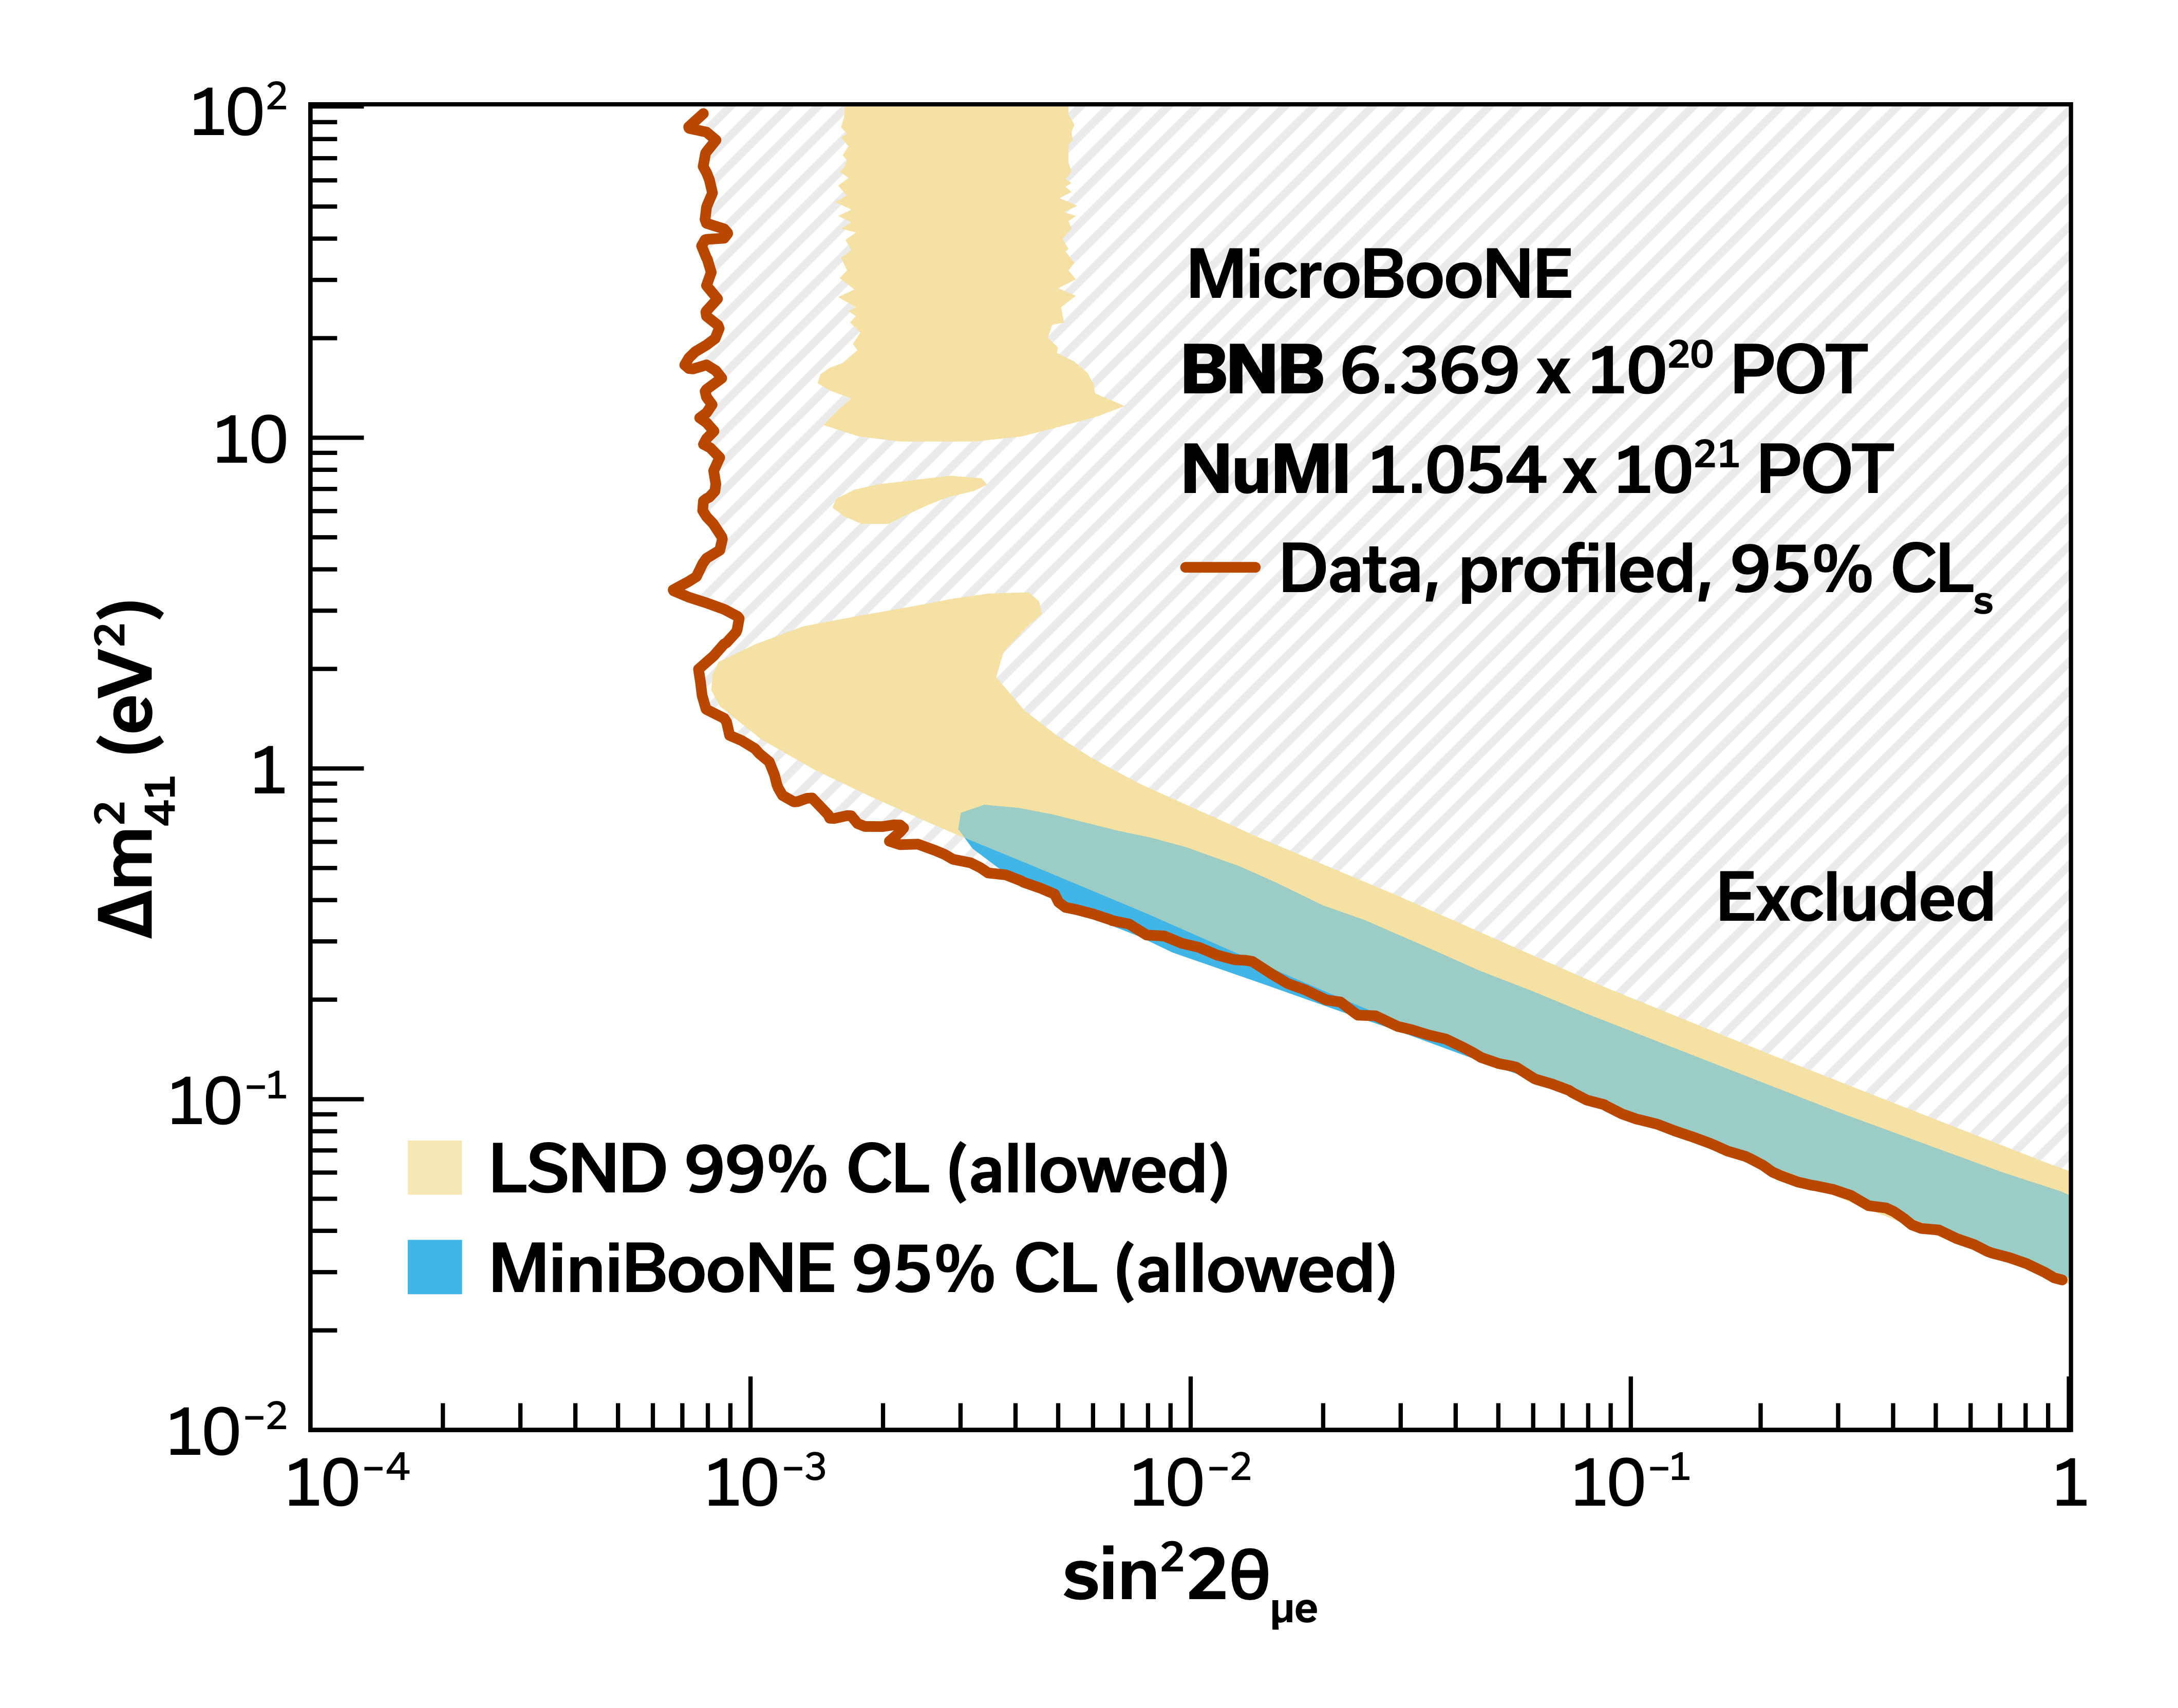 10²
10
1
10⁻¹
10⁻²
Δm²₄₁ (eV²)
MicroBooNE
BNB 6.369 x 10²⁰ POT
NuMI 1.054 x 10²¹ POT
Data, profiled, 95% CLₛ
Excluded
LSND 99% CL (allowed)
MiniBooNE 95% CL (allowed)
10⁻⁴ 10⁻³ 10⁻² 10⁻¹ 1
sin²2θμe